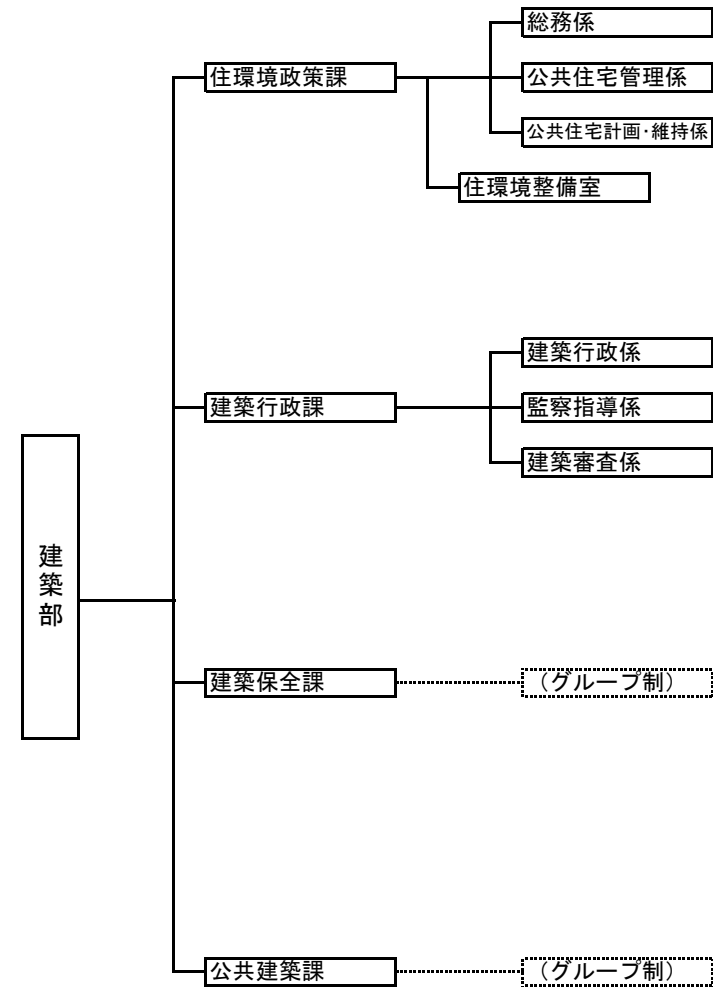 総務係
住環境政策課
公共住宅管理係
公共住宅計画・維持係
住環境整備室
建築行政係
建築行政課
監察指導係
建築審査係
建築部
建築保全課
（グループ制）
公共建築課
（グループ制）